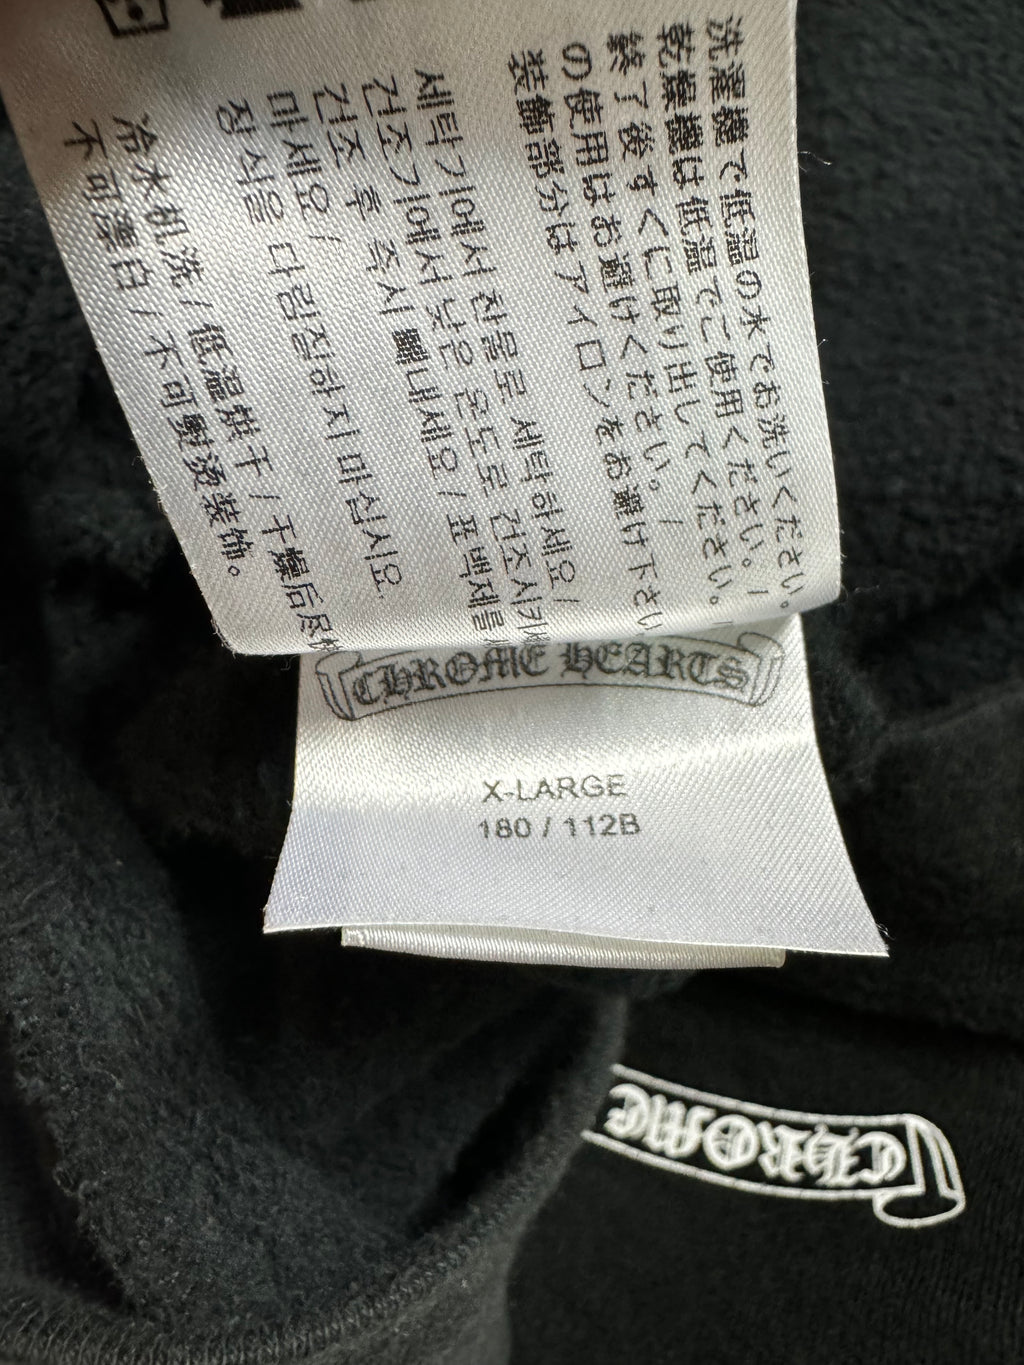 洗濯機で低温の水でお洗いください。/
乾燥機は低温でご使用ください。/
終了後すぐに取り出してください。
の使用はお避けください。/
装飾部分はアイロンをお避け下さい
세탁기에서 찬물로 세탁하세요 /
건조기에서 낮은 온도로 건조시키
건조 후 즉시 빼내세요 / 표백제를
마세요 /
장식을 다림질하지 마십시요.
冷水机洗 / 低温烘干 / 干燥后尽
不可漂白 / 不可熨烫装饰。
CHROME HEARTS
X-LARGE
180 / 112B
CHROME